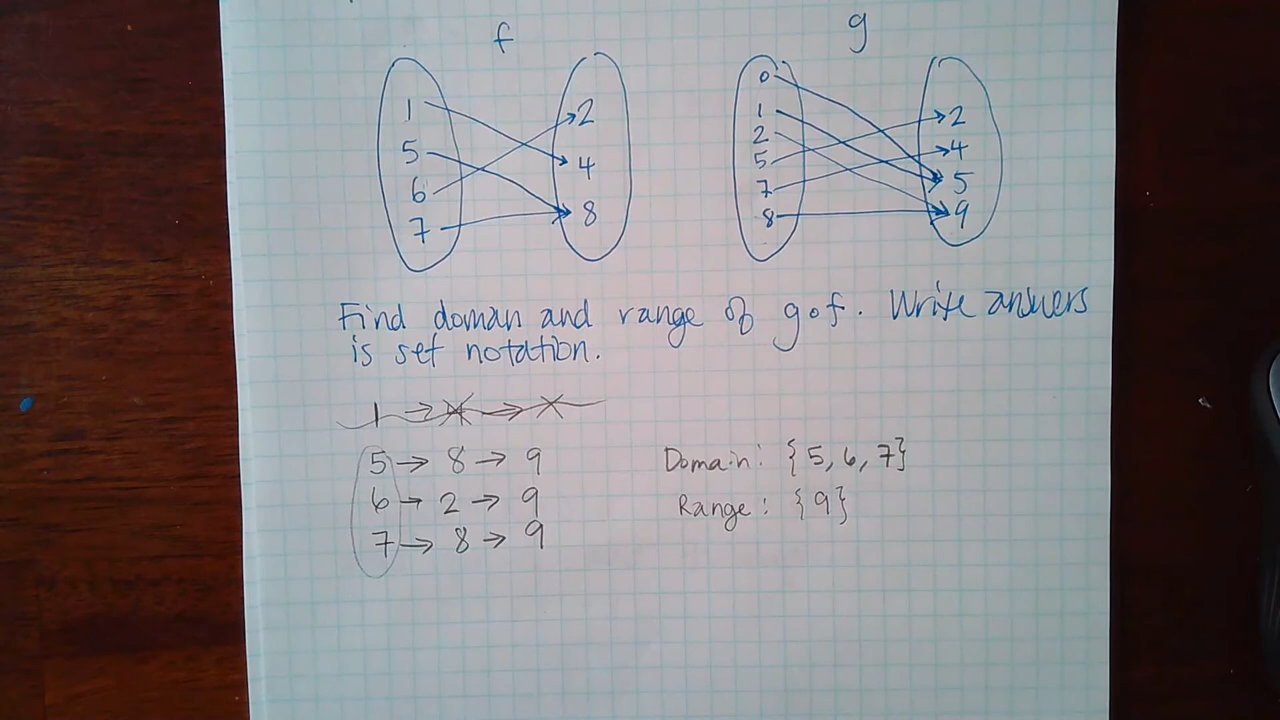 f g
1 2
5 4
6 8
7
0
1 2
2 4
5 5
7 9
8
Find doman and range of g∘f. Write answers
is set notation.
1 → X → X
5 → 8 → 9 Domain: {5, 6, 7}
6 → 2 → 9 Range: {9}
7 → 8 → 9